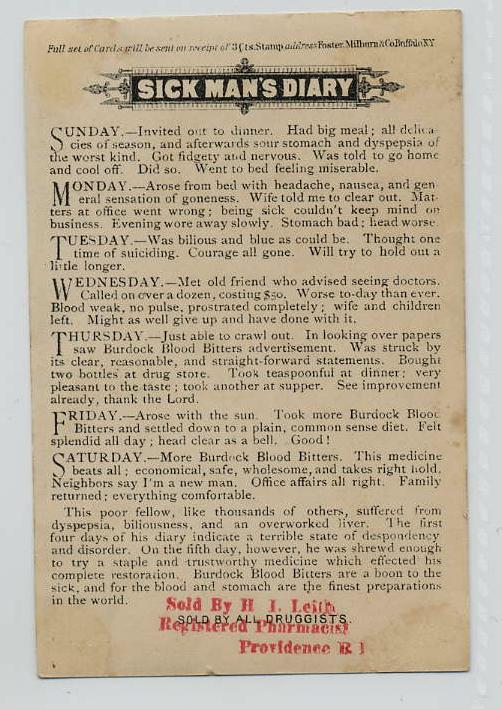 Full set of Cards will be sent on receipt of 3 Cts. Stamp address Foster, Milburn & Co Buffalo N.Y.
SICK MAN'S DIARY
SUNDAY.—Invited out to dinner. Had big meal; all delica-
cies of season, and afterwards sour stomach and dyspepsia of
the worst kind. Got fidgety and nervous. Was told to go home
and cool off. Did so. Went to bed feeling miserable.
MONDAY.—Arose from bed with headache, nausea, and gen
eral sensation of goneness. Wife told me to clear out. Mat-
ters at office went wrong; being sick couldn't keep mind on
business. Evening wore away slowly. Stomach bad; head worse.
TUESDAY.—Was bilious and blue as could be. Thought one
time of suiciding. Courage all gone. Will try to hold out a
little longer.
WEDNESDAY.—Met old friend who advised seeing doctors.
Called on over a dozen, costing $50. Worse to-day than ever.
Blood weak, no pulse, prostrated completely; wife and children
left. Might as well give up and have done with it.
THURSDAY.—Just able to crawl out. In looking over papers
saw Burdock Blood Bitters advertisement. Was struck by
its clear, reasonable, and straight-forward statements. Bought
two bottles at drug store. Took teaspoonful at dinner; very
pleasant to the taste; took another at supper. See improvement
already, thank the Lord.
FRIDAY.—Arose with the sun. Took more Burdock Blood
Bitters and settled down to a plain, common sense diet. Felt
splendid all day; head clear as a bell. Good!
SATURDAY.—More Burdock Blood Bitters. This medicine
beats all; economical, safe, wholesome, and takes right hold.
Neighbors say I'm a new man. Office affairs all right. Family
returned; everything comfortable.
This poor fellow, like thousands of others, suffered from
dyspepsia, biliousness, and an overworked liver. The first
four days of his diary indicate a terrible state of despondency
and disorder. On the fifth day, however, he was shrewd enough
to try a staple and trustworthy medicine which effected his
complete restoration. Burdock Blood Bitters are a boon to the
sick, and for the blood and stomach are the finest preparations
in the world.
Sold By H I. Leith
SOLD BY ALL DRUGGISTS.
Registered Pharmacist
Providence R I